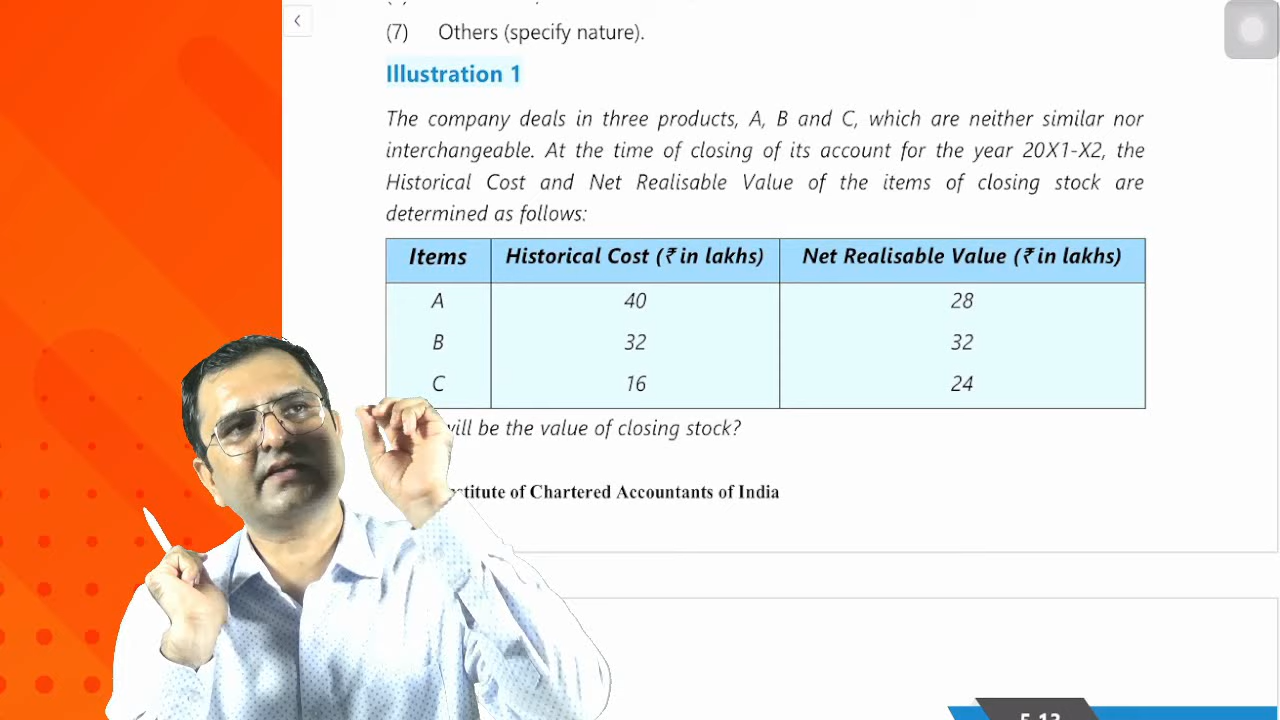 (7) Others (specify nature).
Illustration 1
The company deals in three products, A, B and C, which are neither similar nor
interchangeable. At the time of closing of its account for the year 20X1-X2, the
Historical Cost and Net Realisable Value of the items of closing stock are
determined as follows:
Items Historical Cost (₹ in lakhs) Net Realisable Value (₹ in lakhs)
A 40 28
B 32 32
C 16 24
will be the value of closing stock?
of Chartered Accountants of India